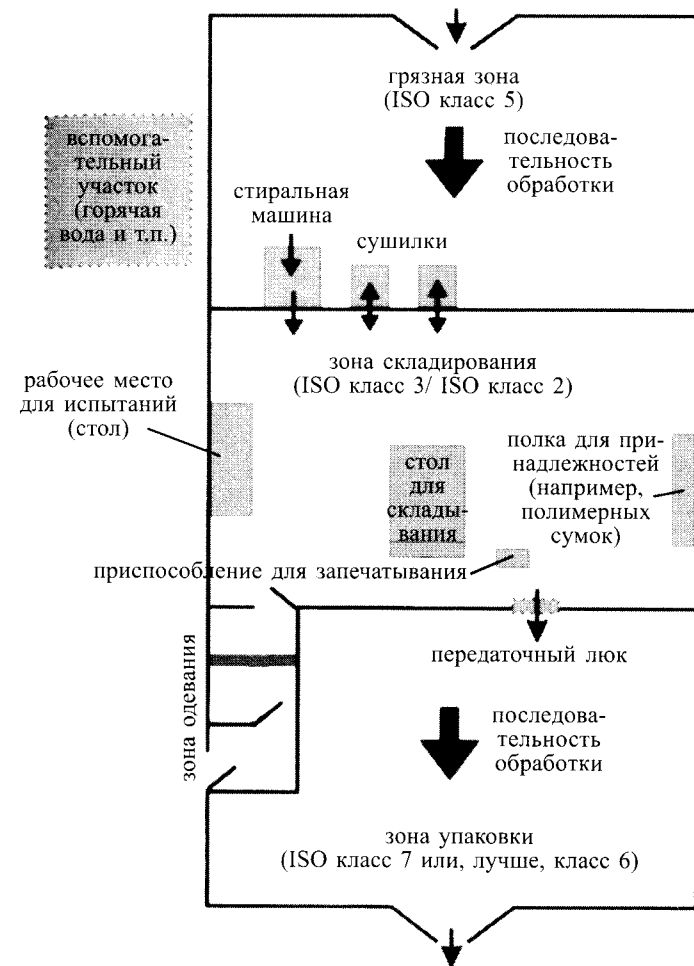 грязная зона
(ISO класс 5)
вспомога-
тельный
участок
(горячая
вода и т.п.)
последова-
тельность
обработки
стиральная
машина
сушилки
зона складирования
(ISO класс 3/ ISO класс 2)
рабочее место
для испытаний
(стол)
стол
для
складыва-
вания
полка для при-
надлежностей
(например,
полимерных
сумок)
приспособление для запечатывания
передаточный люк
зона одевания
последова-
тельность
обработки
зона упаковки
(ISO класс 7 или, лучше, класс 6)